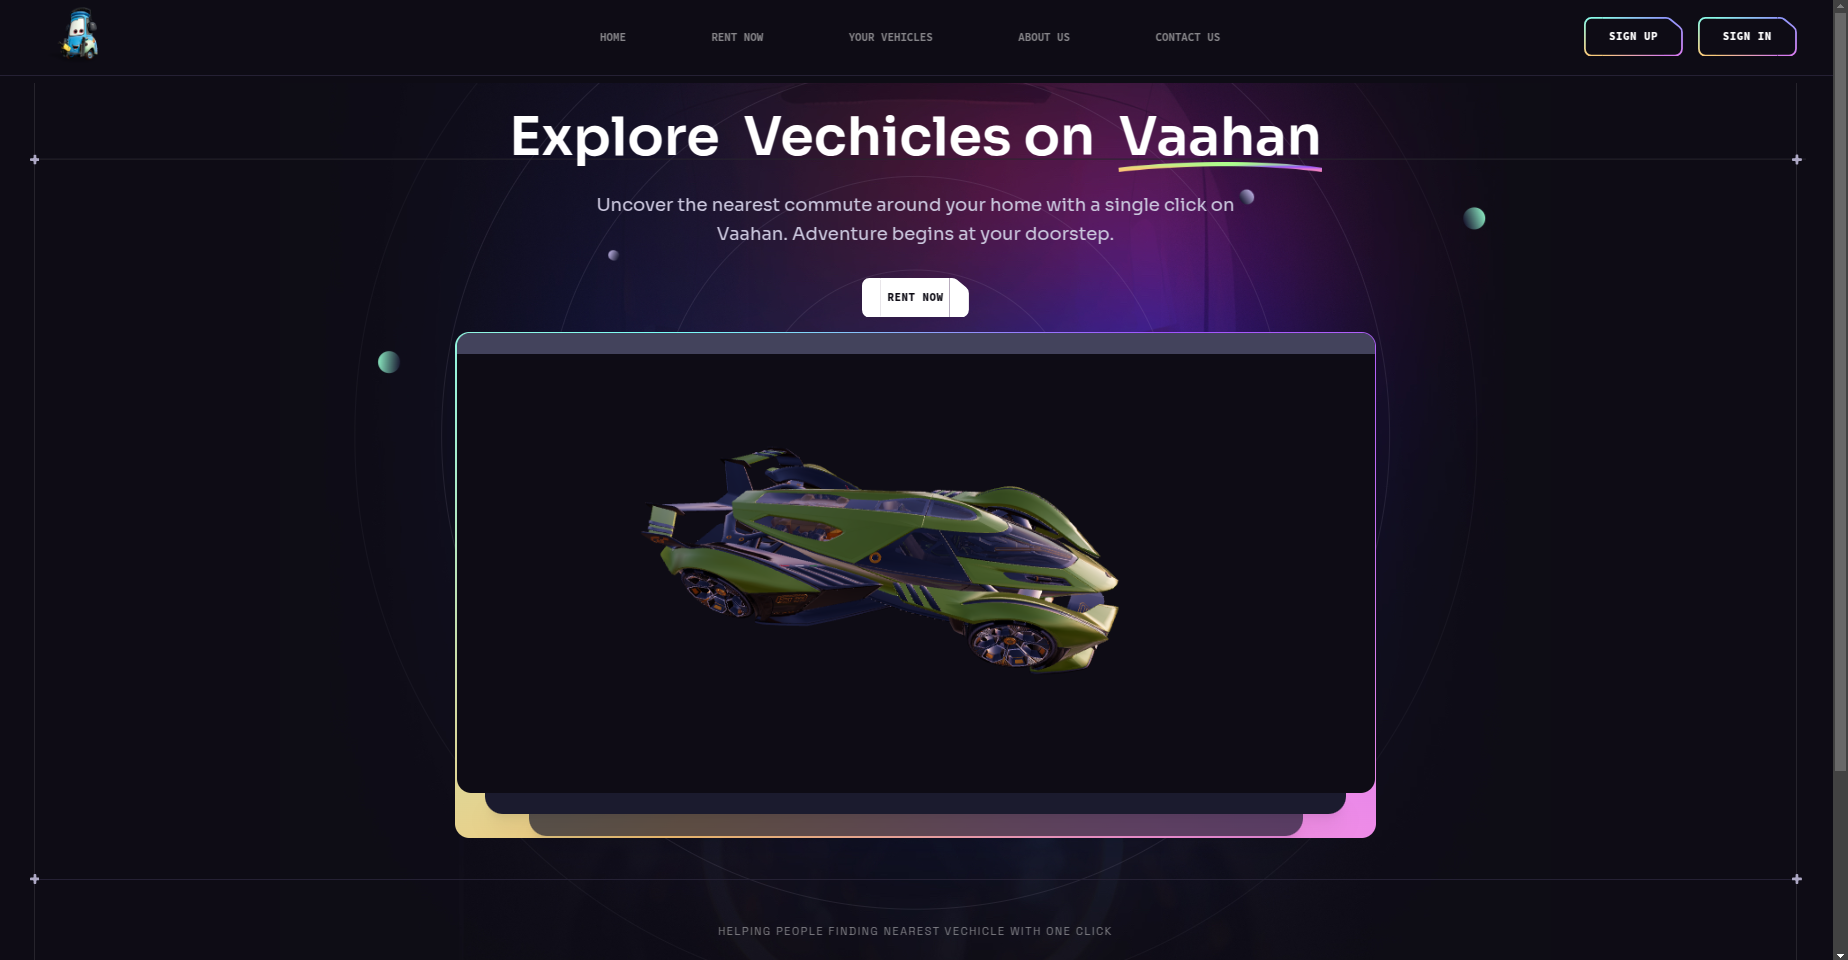 HOME
RENT NOW
YOUR VEHICLES
ABOUT US
CONTACT US
SIGN UP
SIGN IN
Explore Vechicles on Vaahan
Uncover the nearest commute around your home with a single click on
Vaahan. Adventure begins at your doorstep.
RENT NOW
HELPING PEOPLE FINDING NEAREST VECHICLE WITH ONE CLICK